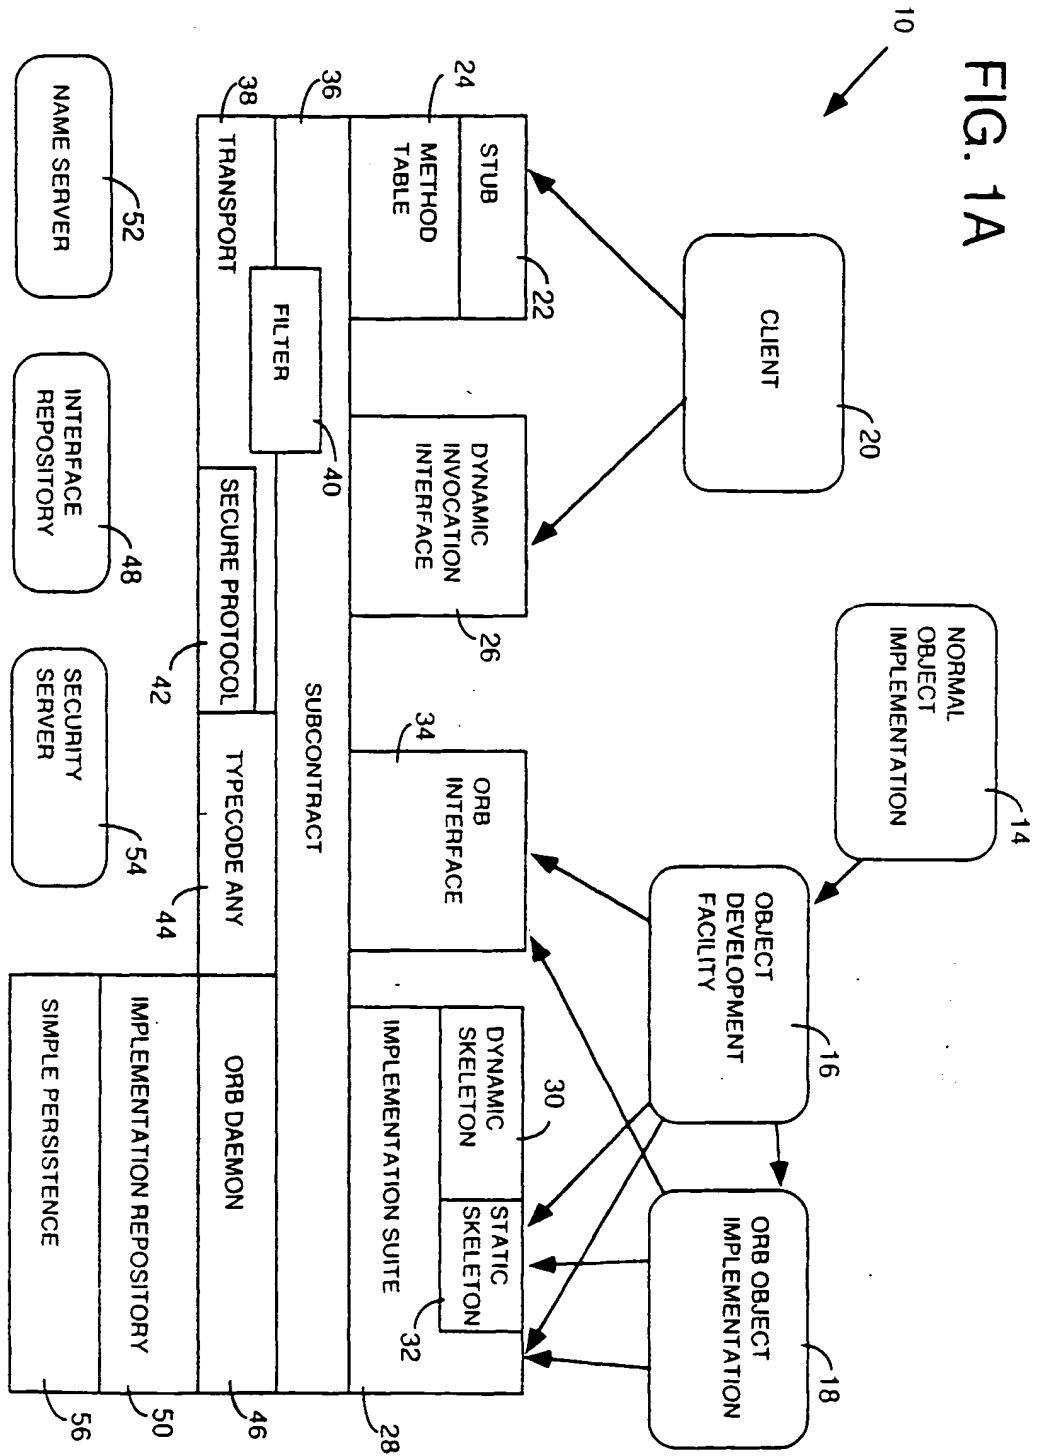 FIG. 1A
10
CLIENT
20
NORMAL
OBJECT
IMPLEMENTATION
14
OBJECT
DEVELOPMENT
FACILITY
16
ORB OBJECT
IMPLEMENTATION
18
STUB
22
24
METHOD
TABLE
DYNAMIC
INVOCATION
INTERFACE
26
34
ORB
INTERFACE
30
DYNAMIC
SKELETON
STATIC
SKELETON
32
IMPLEMENTATION SUITE
28
36
SUBCONTRACT
FILTER
40
38
TRANSPORT
SECURE PROTOCOL
42
TYPECODE ANY
44
ORB DAEMON
46
IMPLEMENTATION REPOSITORY
50
SIMPLE PERSISTENCE
56
NAME SERVER
52
INTERFACE
REPOSITORY
48
SECURITY
SERVER
54